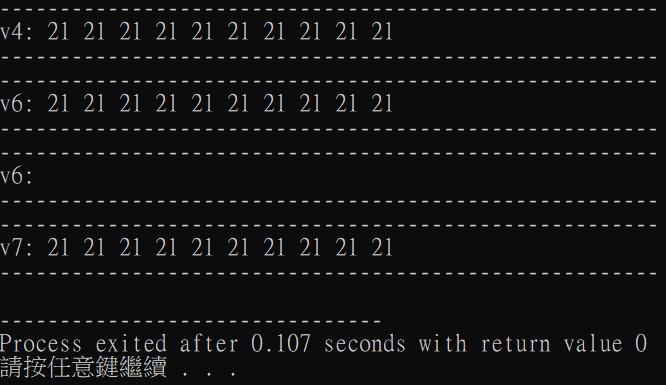 -------------------------------------------------------
v4: 21 21 21 21 21 21 21 21 21 21
-------------------------------------------------------
-------------------------------------------------------
v6: 21 21 21 21 21 21 21 21 21 21
-------------------------------------------------------
-------------------------------------------------------
v6:
-------------------------------------------------------
-------------------------------------------------------
v7: 21 21 21 21 21 21 21 21 21 21
-------------------------------------------------------

--------------------------------
Process exited after 0.107 seconds with return value 0
請按任意鍵繼續 . . .